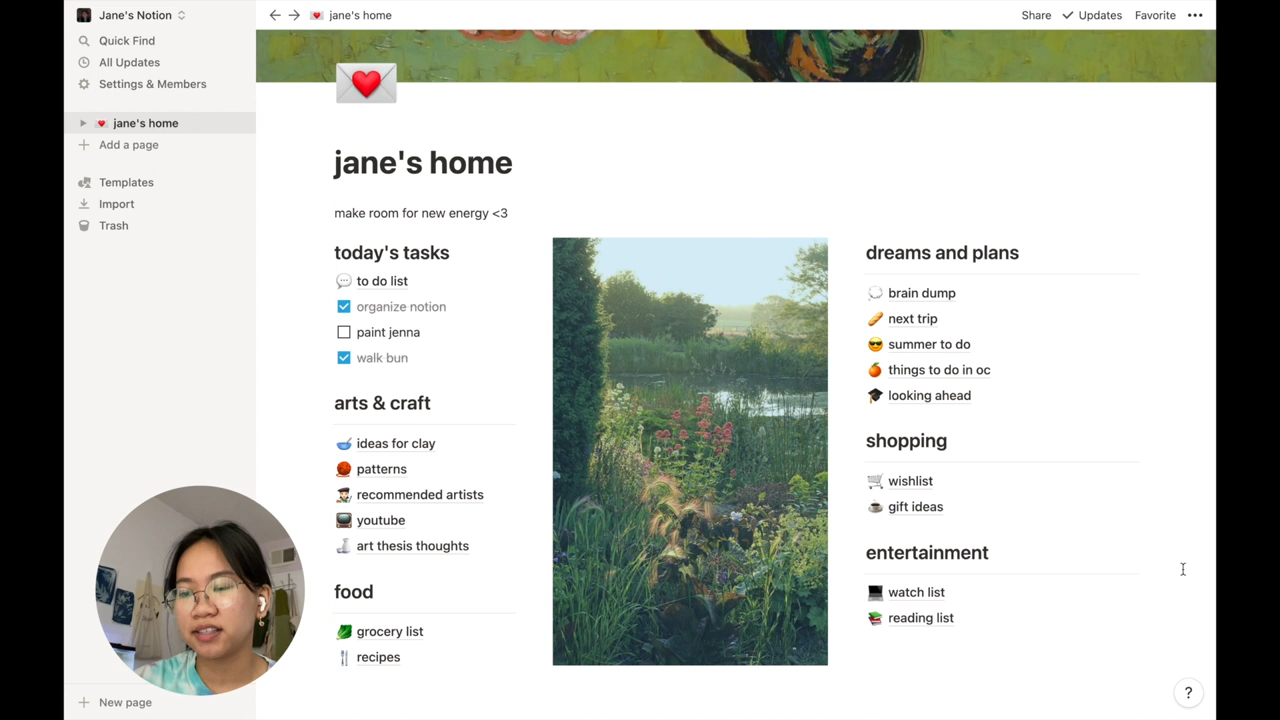 Jane's Notion
Quick Find
All Updates
Settings & Members
jane's home
Add a page
Templates
Import
Trash
New page
jane's home
Share
Updates
Favorite
jane's home
make room for new energy <3
today's tasks
to do list
organize notion
paint jenna
walk bun
arts & craft
ideas for clay
patterns
recommended artists
youtube
art thesis thoughts
food
grocery list
recipes
dreams and plans
brain dump
next trip
summer to do
things to do in oc
looking ahead
shopping
wishlist
gift ideas
entertainment
watch list
reading list
?